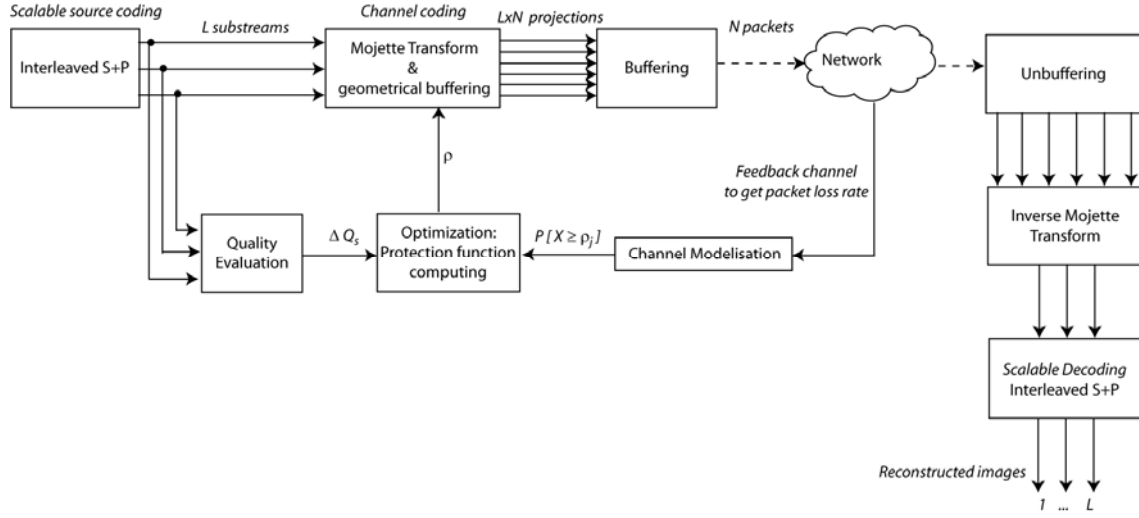 Scalable source coding
L substreams
Channel coding
LxN projections
N packets
Interleaved S+P
Mojette Transform
&
geometrical buffering
Buffering
Network
Unbuffering
ρ
Feedback channel
to get packet loss rate
Quality
Evaluation
Δ Qs
Optimization:
Protection function
computing
P [ X ≥ ρj ]
Channel Modelisation
Inverse Mojette
Transform
Scalable Decoding
Interleaved S+P
Reconstructed images
1 ... L